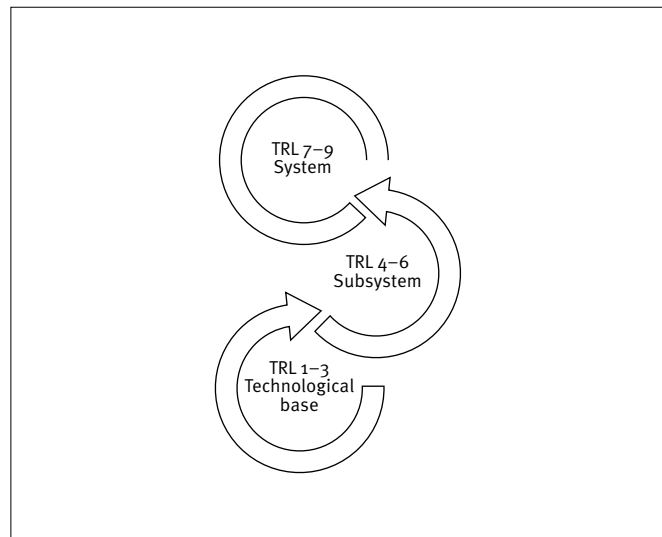 TRL 7–9
System
TRL 4–6
Subsystem
TRL 1–3
Technological
base